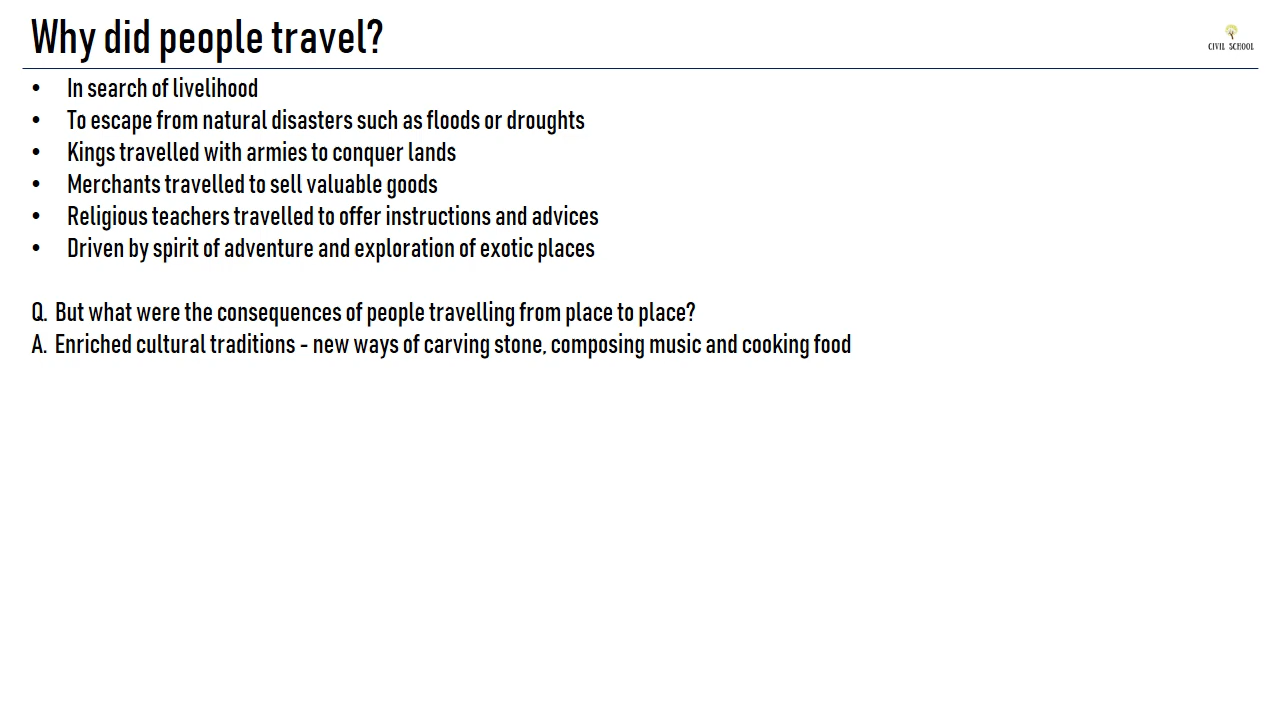 Why did people travel?
CIVIL SCHOOL
• In search of livelihood
• To escape from natural disasters such as floods or droughts
• Kings travelled with armies to conquer lands
• Merchants travelled to sell valuable goods
• Religious teachers travelled to offer instructions and advices
• Driven by spirit of adventure and exploration of exotic places
Q. But what were the consequences of people travelling from place to place?
A. Enriched cultural traditions - new ways of carving stone, composing music and cooking food